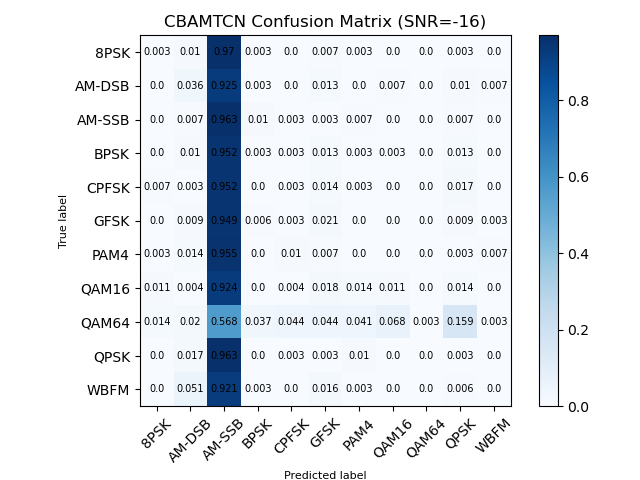 CBAMTCN Confusion Matrix (SNR=-16)
8PSK 0.003 0.01 0.97 0.003 0.0 0.007 0.003 0.0 0.0 0.003 0.0
AM-DSB 0.0 0.036 0.925 0.003 0.0 0.013 0.0 0.007 0.0 0.01 0.007
AM-SSB 0.0 0.007 0.963 0.01 0.003 0.003 0.007 0.0 0.0 0.007 0.0
BPSK 0.0 0.01 0.952 0.003 0.003 0.013 0.003 0.003 0.0 0.013 0.0
CPFSK 0.007 0.003 0.952 0.0 0.003 0.014 0.003 0.0 0.0 0.017 0.0
GFSK 0.0 0.009 0.949 0.006 0.003 0.021 0.0 0.0 0.0 0.009 0.003
PAM4 0.003 0.014 0.955 0.0 0.01 0.007 0.0 0.0 0.0 0.003 0.007
QAM16 0.011 0.004 0.924 0.0 0.004 0.018 0.014 0.011 0.0 0.014 0.0
QAM64 0.014 0.02 0.568 0.037 0.044 0.044 0.041 0.068 0.003 0.159 0.003
QPSK 0.0 0.017 0.963 0.0 0.003 0.003 0.01 0.0 0.0 0.003 0.0
WBFM 0.0 0.051 0.921 0.003 0.0 0.016 0.003 0.0 0.0 0.006 0.0
8PSK AM-DSB AM-SSB BPSK CPFSK GFSK PAM4 QAM16 QAM64 QPSK WBFM
Predicted label
True label
0.8
0.6
0.4
0.2
0.0